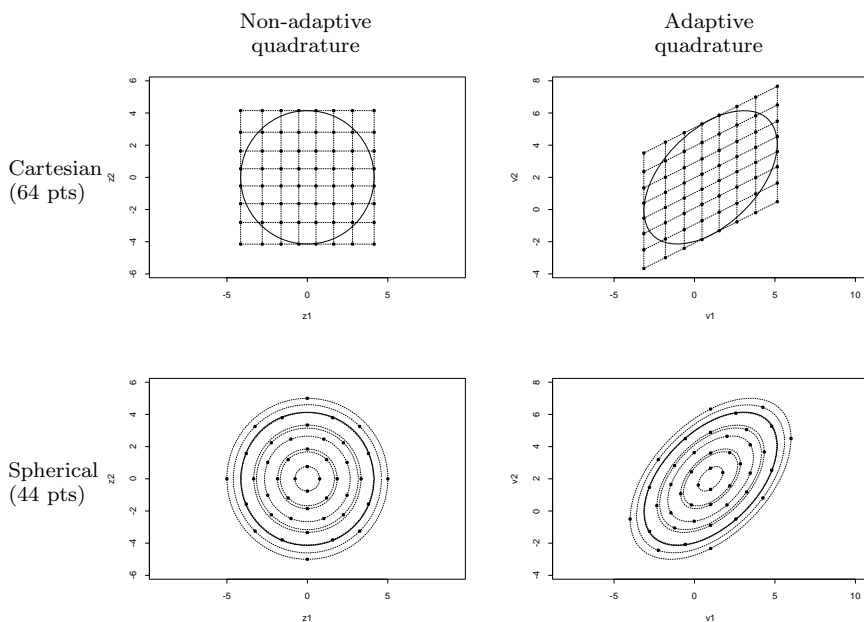 Non-adaptive
quadrature
Adaptive
quadrature
Cartesian
(64 pts)
z2
6
4
2
0
-2
-4
-6
-5
0
5
z1
v2
8
6
4
2
0
-2
-4
-5
0
5
10
v1
Spherical
(44 pts)
z2
6
4
2
0
-2
-4
-6
-5
0
5
z1
v2
8
6
4
2
0
-2
-4
-5
0
5
10
v1